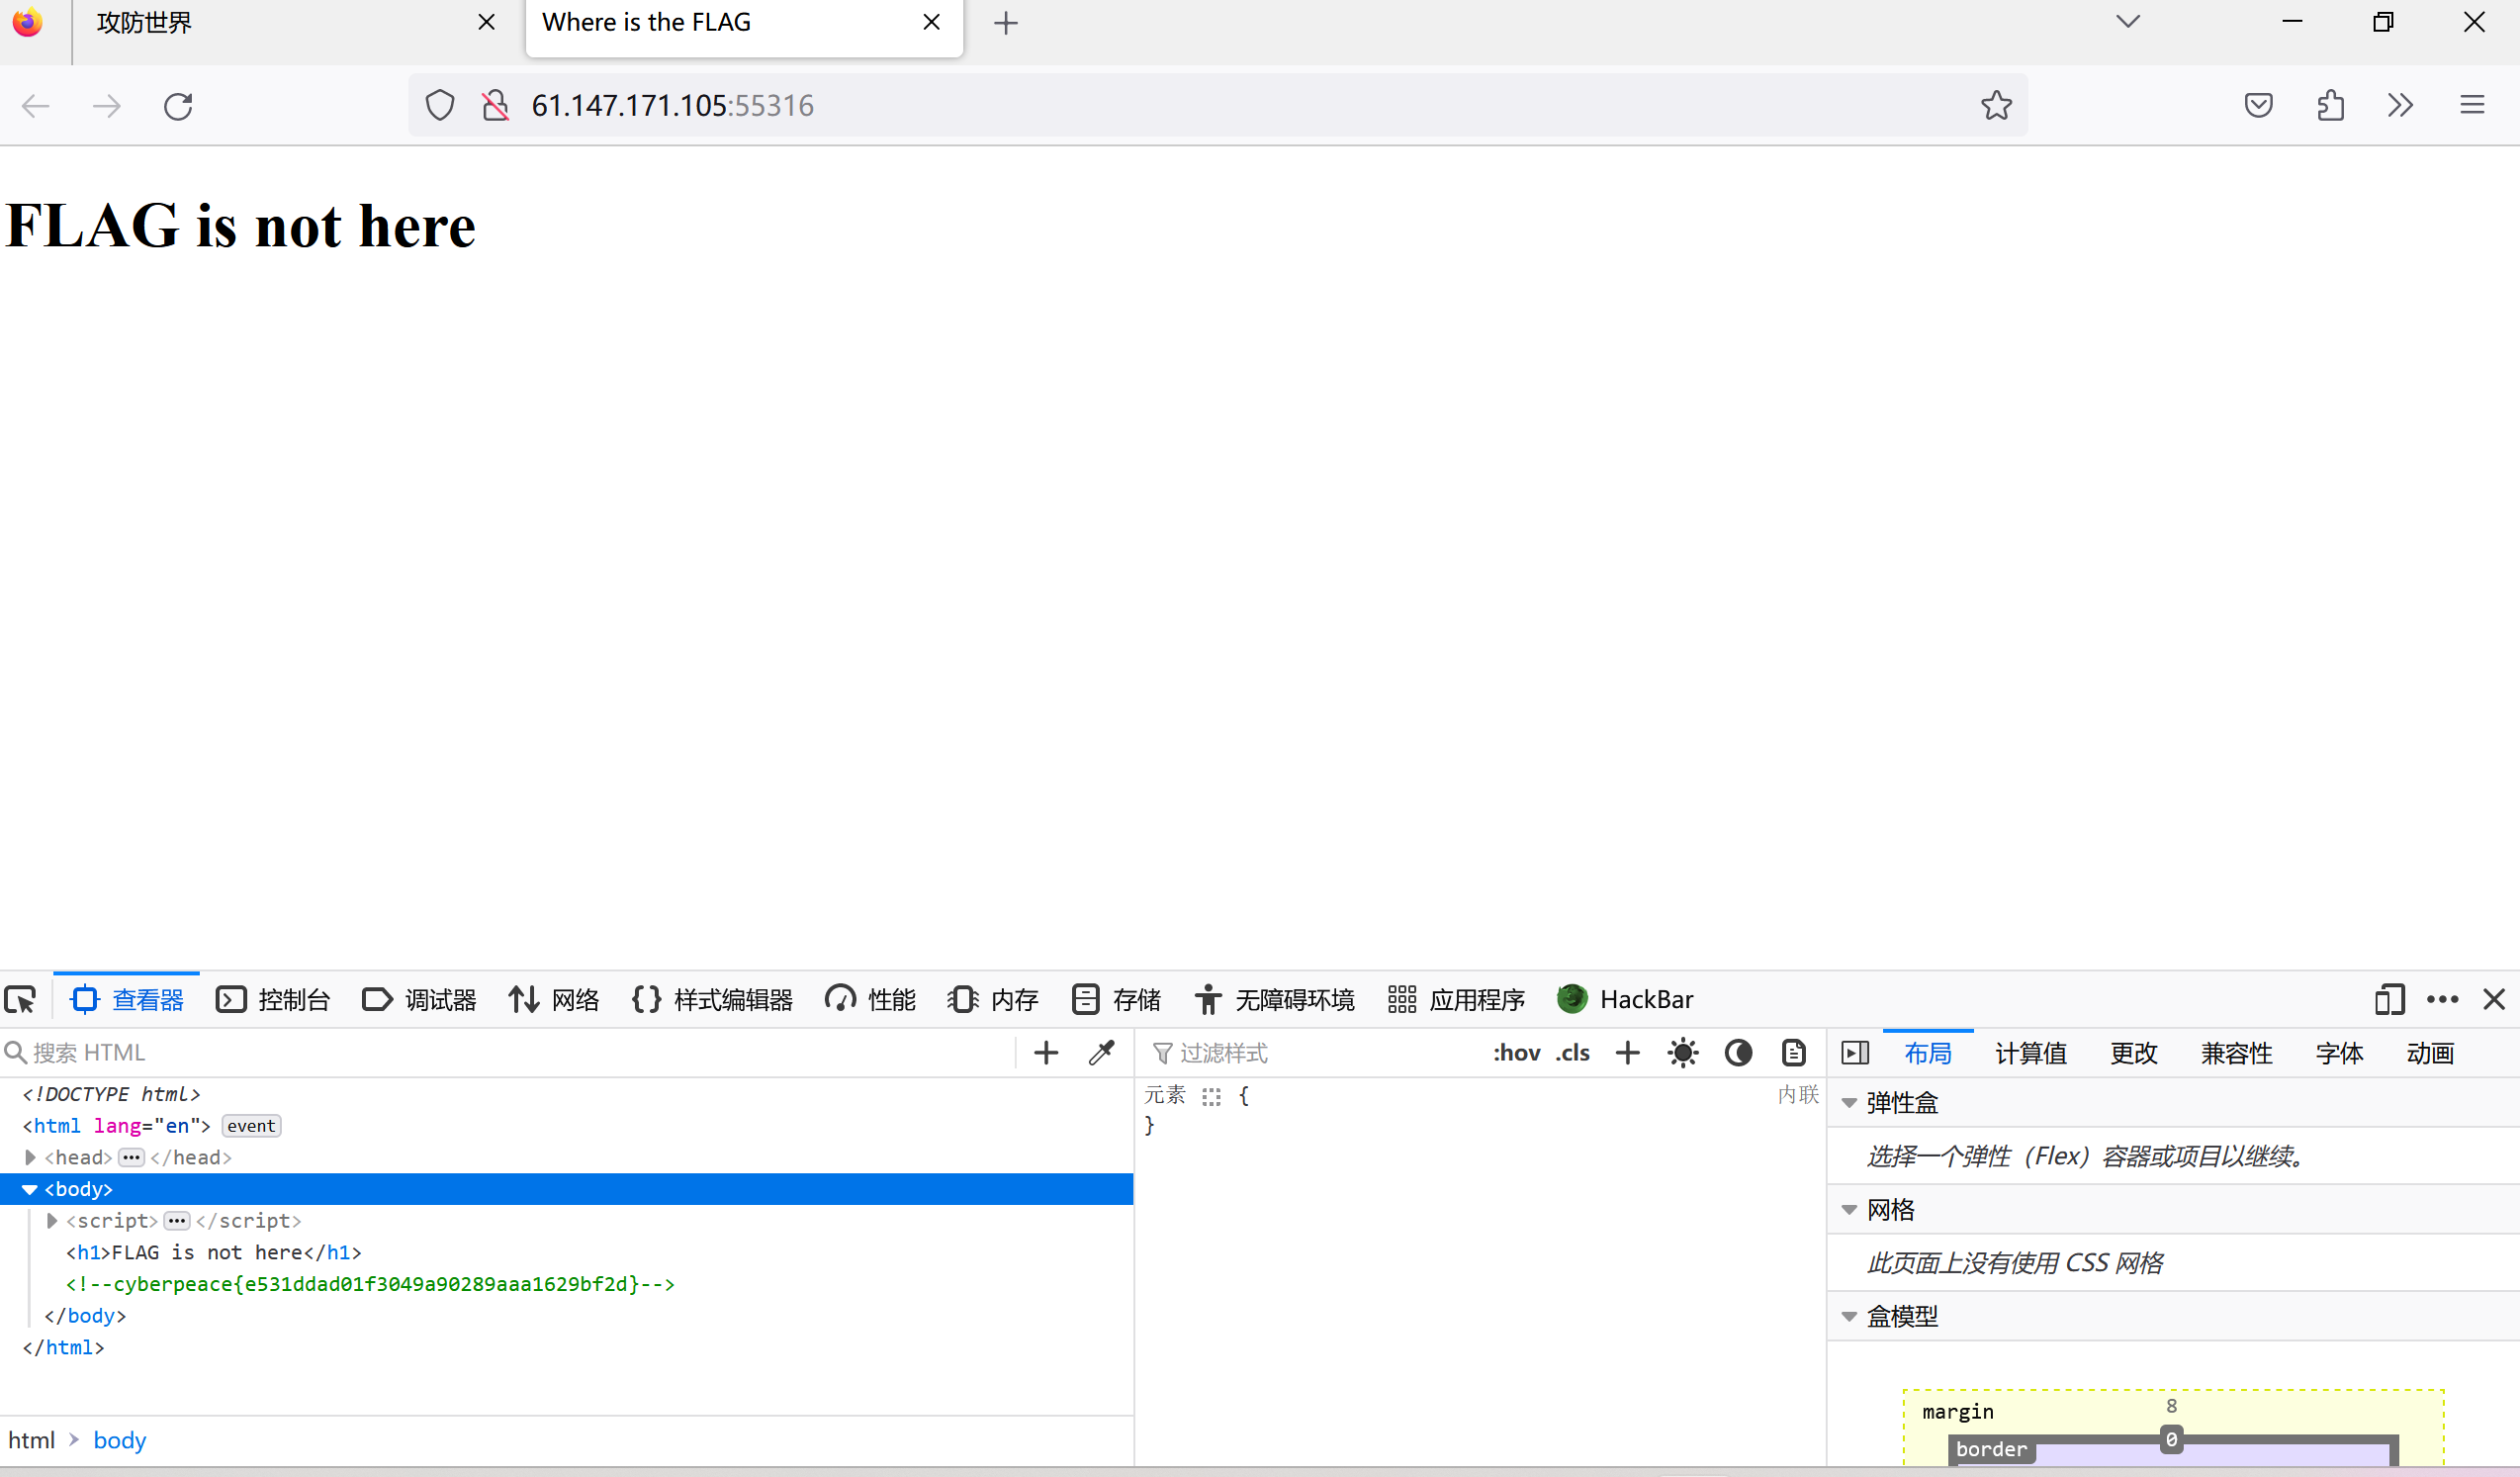 攻防世界
Where is the FLAG
61.147.171.105:55316
FLAG is not here
查看器 控制台 调试器 网络 {} 样式编辑器 性能 内存 存储 无障碍环境 应用程序 HackBar
搜索 HTML
过滤样式 :hov .cls
布局 计算值 更改 兼容性 字体 动画
<!DOCTYPE html>
<html lang="en"> event
<head> ••• </head>
<body>
<script> ••• </script>
<h1>FLAG is not here</h1>
<!--cyberpeace{e531ddad01f3049a90289aaa1629bf2d}-->
</body>
</html>
html > body
元素 { 内联
}
弹性盒
选择一个弹性（Flex）容器或项目以继续。
网格
此页面上没有使用 CSS 网格
盒模型
margin 8
border 0